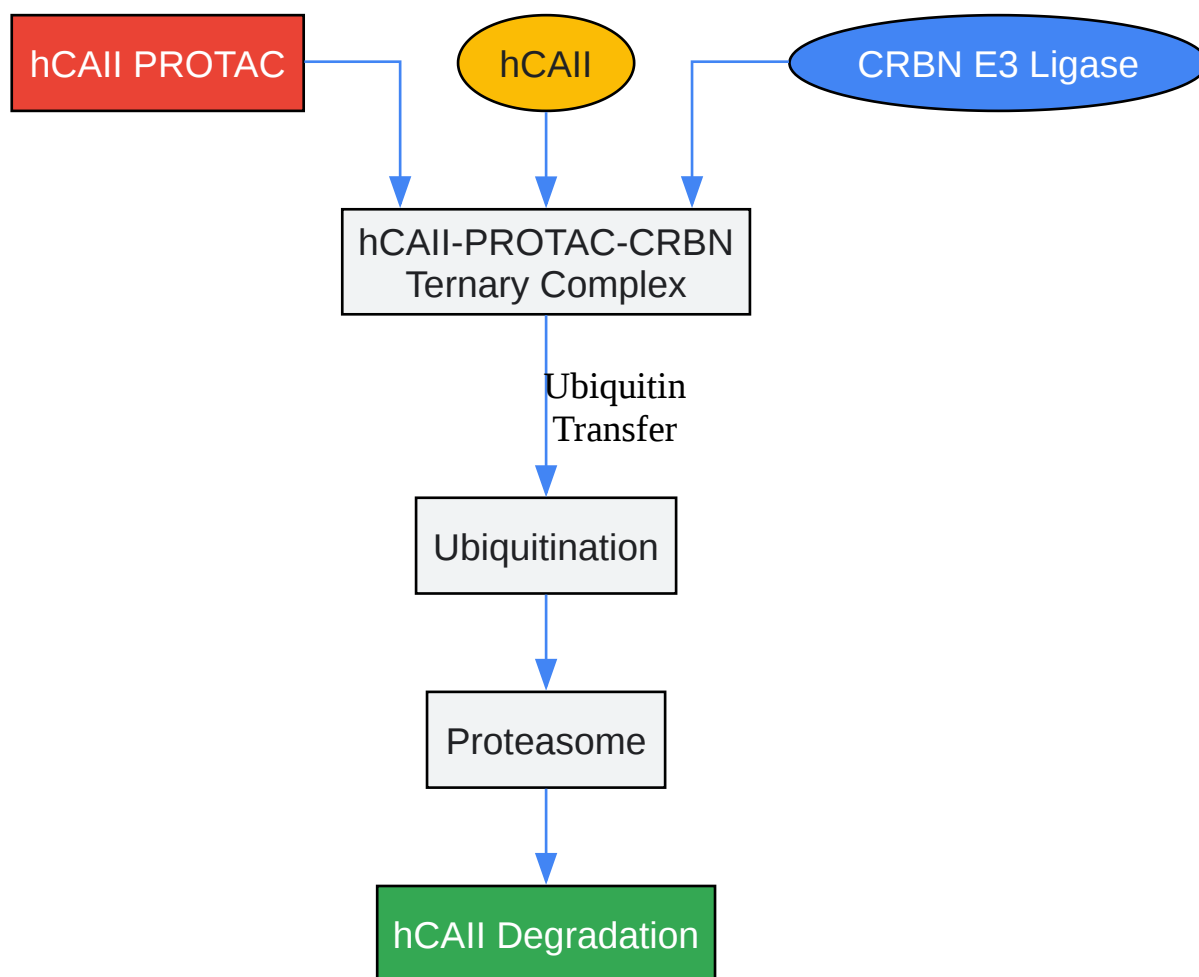 hCAII PROTAC
hCAII
CRBN E3 Ligase
hCAII-PROTAC-CRBN
Ternary Complex
Ubiquitin
Transfer
Ubiquitination
Proteasome
hCAII Degradation